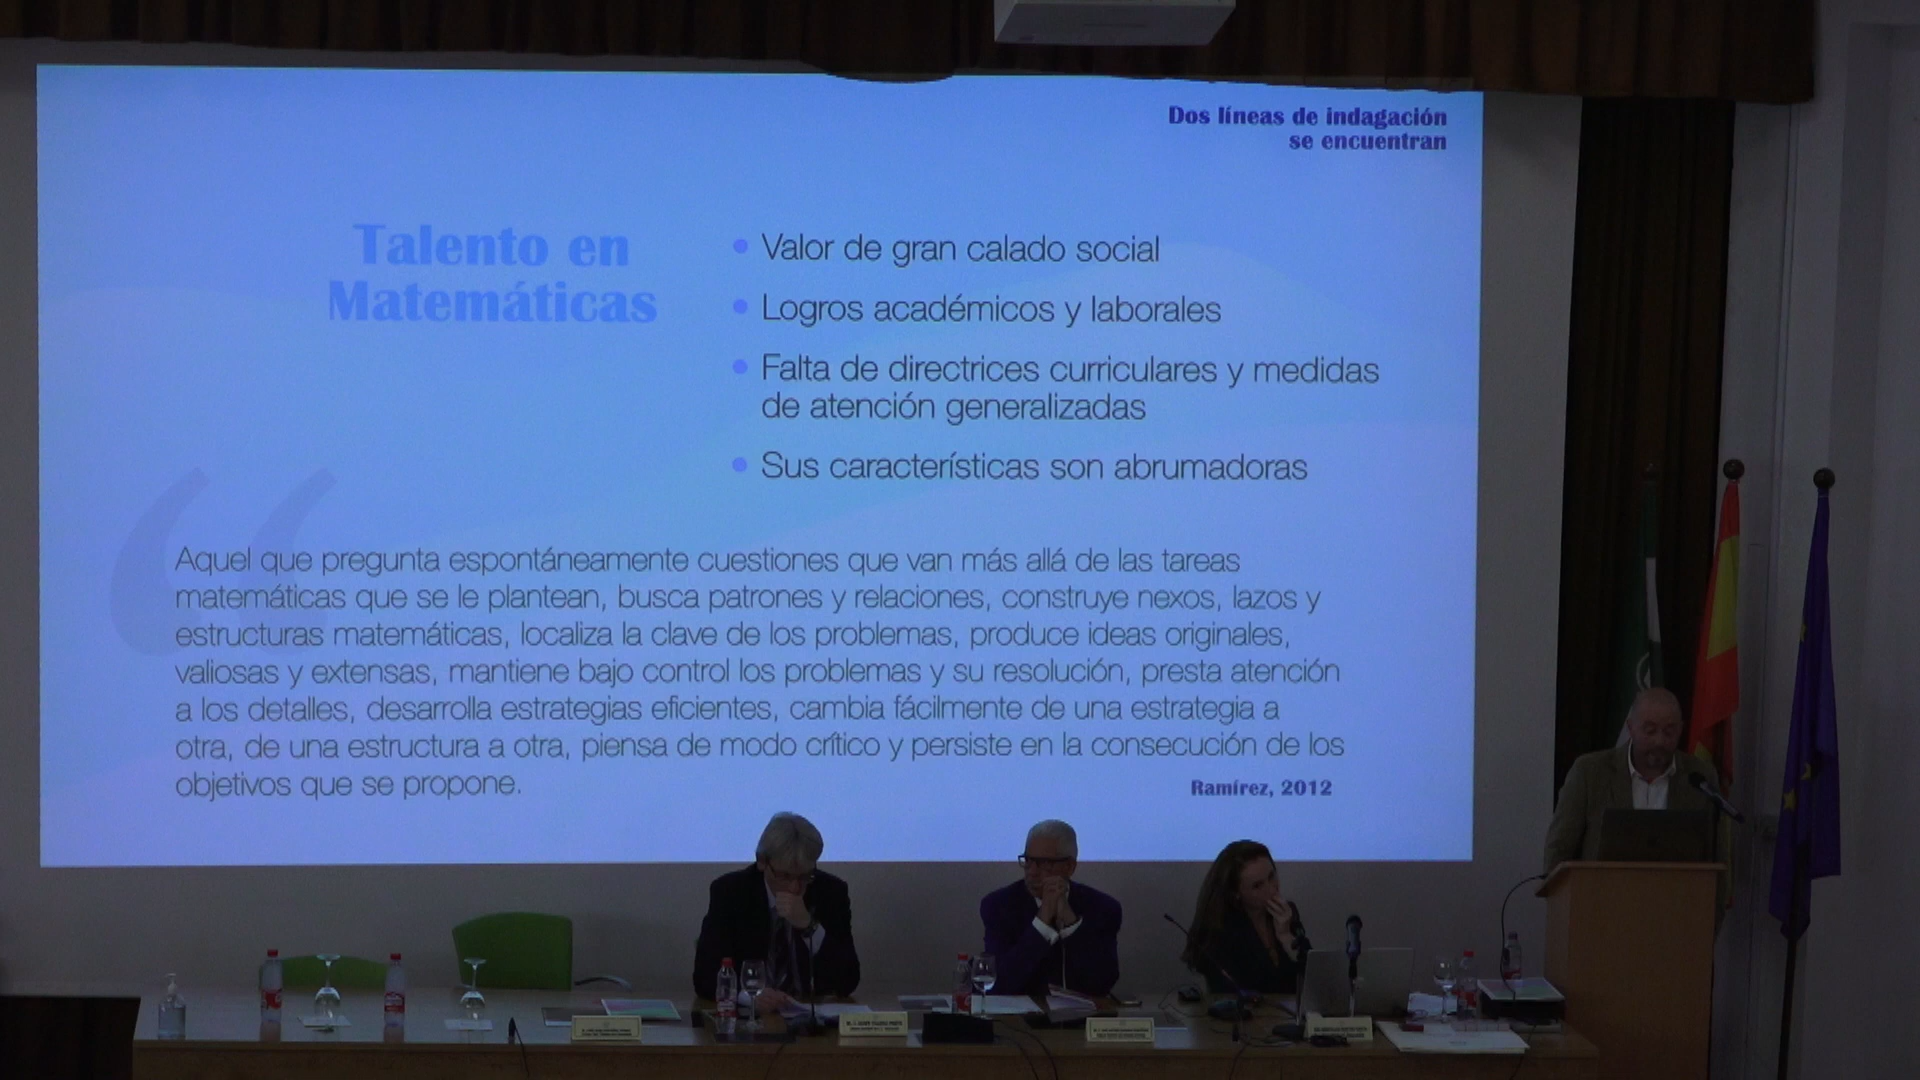 Dos líneas de indagación
se encuentran
Talento en
Matemáticas
• Valor de gran calado social
• Logros académicos y laborales
• Falta de directrices curriculares y medidas
de atención generalizadas
• Sus características son abrumadoras
“
Aquel que pregunta espontáneamente cuestiones que van más allá de las tareas
matemáticas que se le plantean, busca patrones y relaciones, construye nexos, lazos y
estructuras matemáticas, localiza la clave de los problemas, produce ideas originales,
valiosas y extensas, mantiene bajo control los problemas y su resolución, presta atención
a los detalles, desarrolla estrategias eficientes, cambia fácilmente de una estrategia a
otra, de una estructura a otra, piensa de modo crítico y persiste en la consecución de los
objetivos que se propone.
Ramírez, 2012